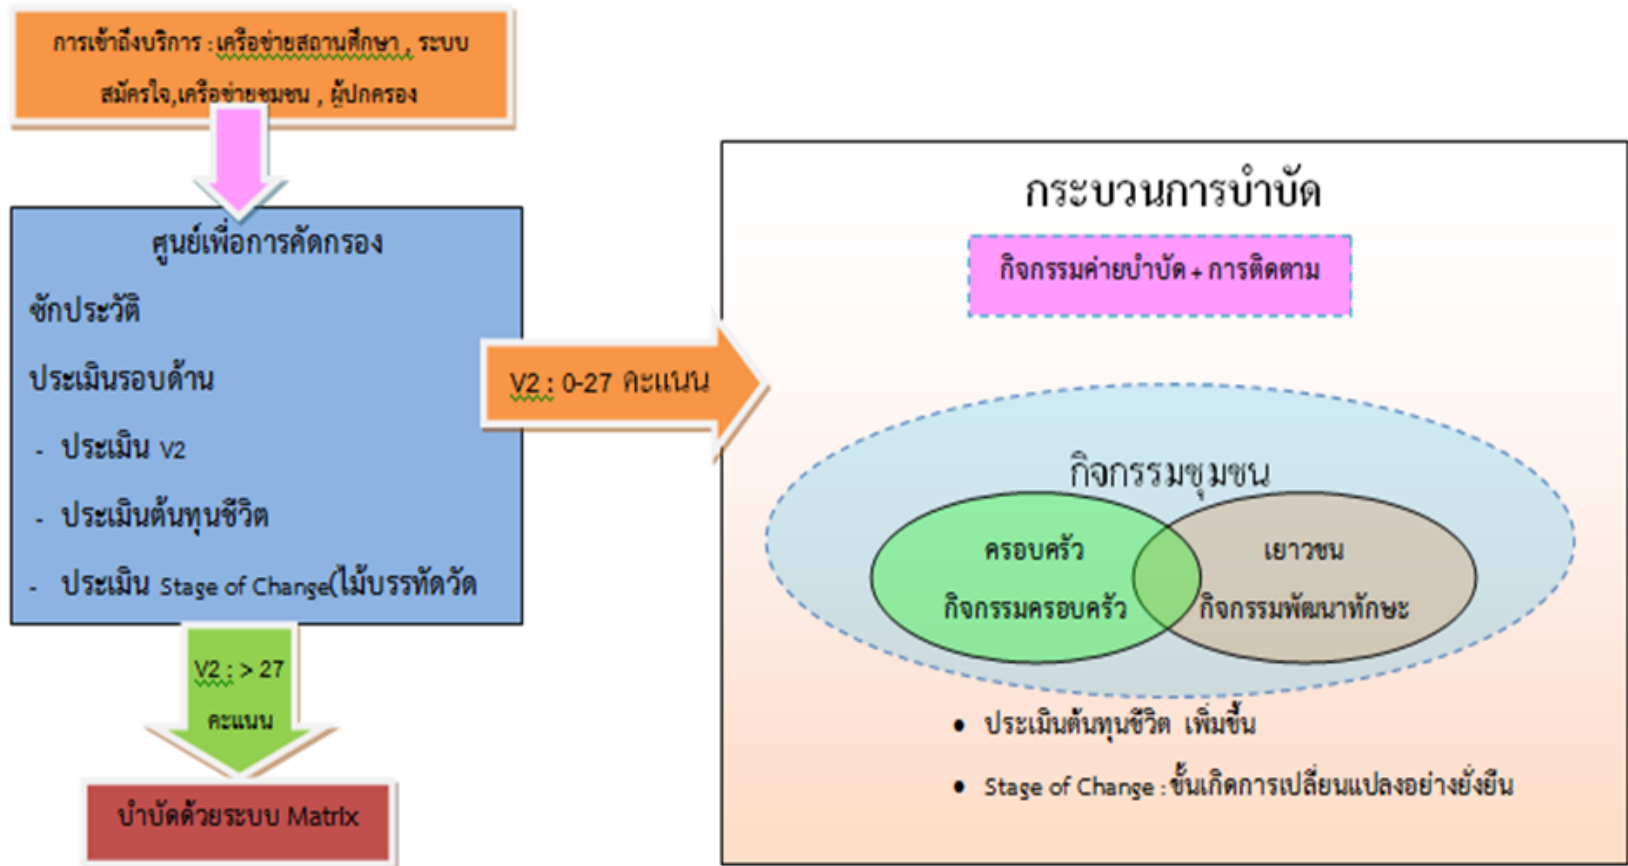 การเข้าถึงบริการ : เครือข่ายสถานศึกษา , ระบบ
สมัครใจ,เครือข่ายชุมชน , ผู้ปกครอง
ศูนย์เพื่อการคัดกรอง
ซักประวัติ
ประเมินรอบด้าน
- ประเมิน V2
- ประเมินต้นทุนชีวิต
- ประเมิน Stage of Change(ไม้บรรทัดวัด
V2 : > 27
คะแนน
บำบัดด้วยระบบ Matrix
V2 : 0-27 คะแนน
กระบวนการบำบัด
กิจกรรมค่ายบำบัด + การติดตาม
กิจกรรมชุมชน
ครอบครัว
กิจกรรมครอบครัว
เยาวชน
กิจกรรมพัฒนาทักษะ
• ประเมินต้นทุนชีวิต เพิ่มขึ้น
• Stage of Change : ขั้นเกิดการเปลี่ยนแปลงอย่างยั่งยืน